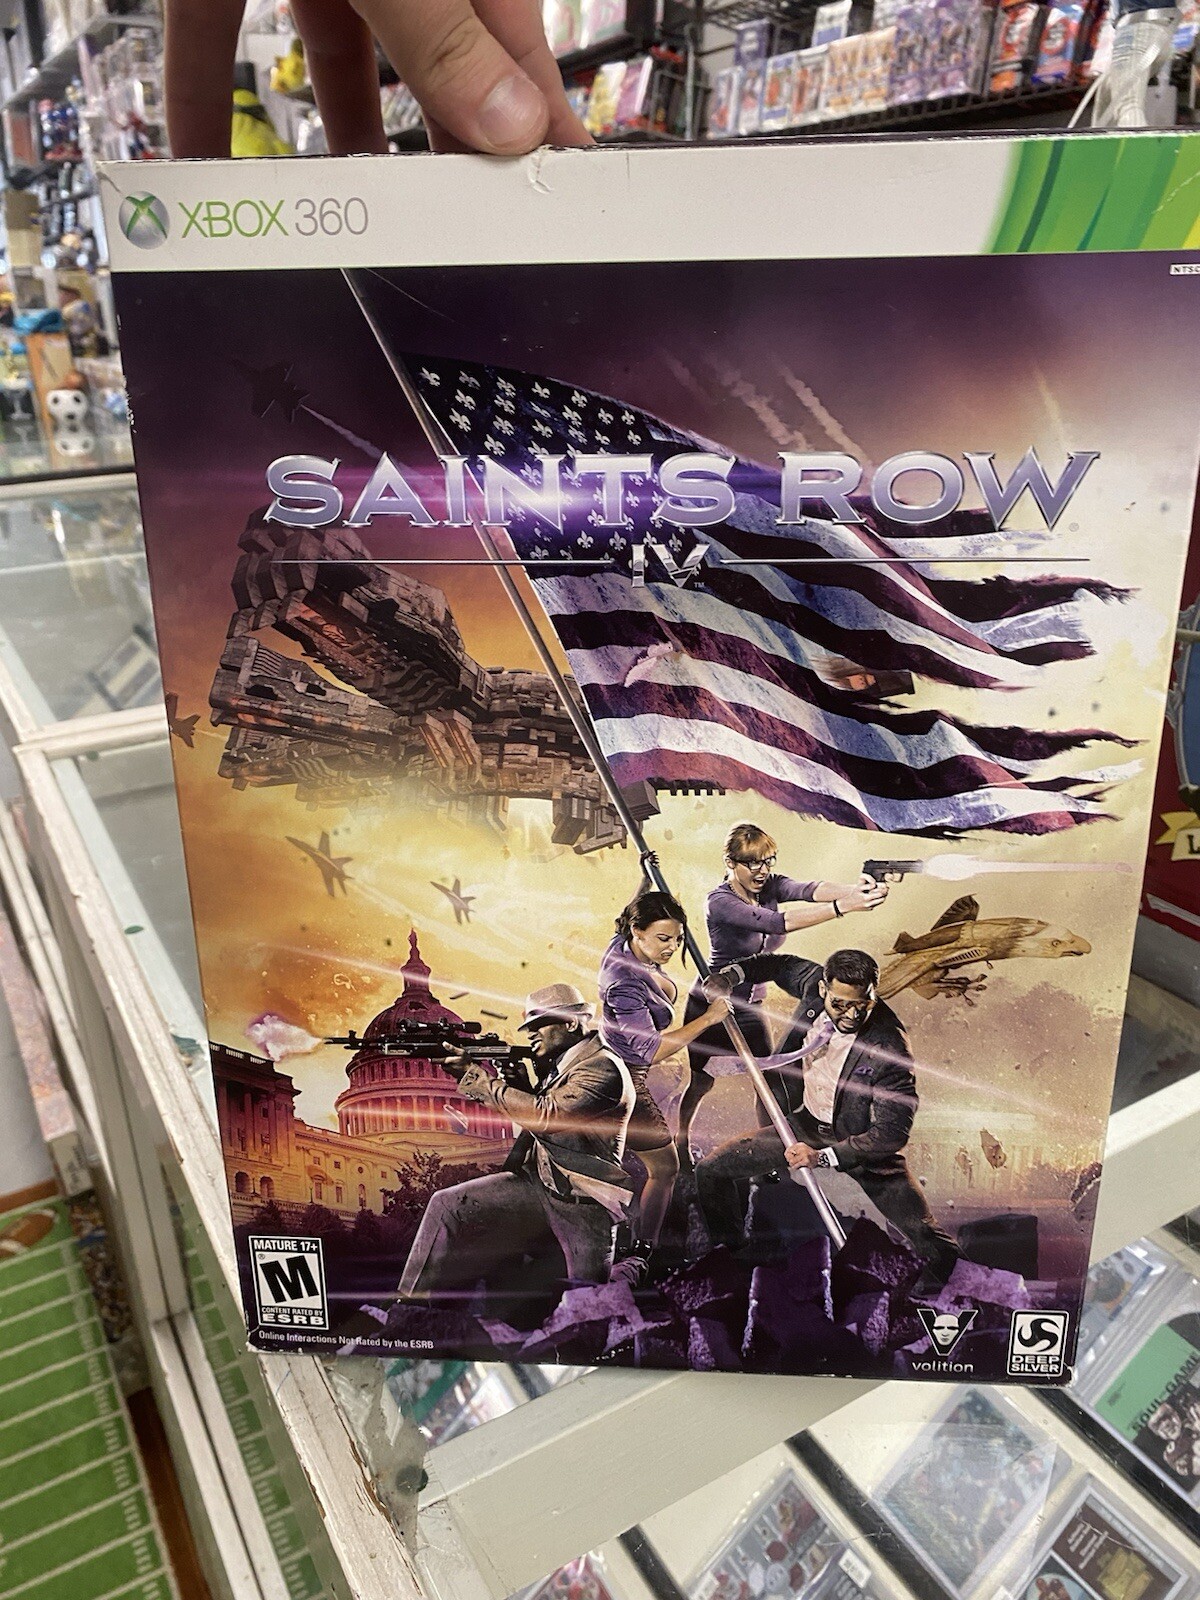 XBOX 360
NTSC
SAINTS ROW
IV™
MATURE 17+
M
CONTENT RATED BY
ESRB
Online Interactions Not Rated by the ESRB
volition
DEEP
SILVER